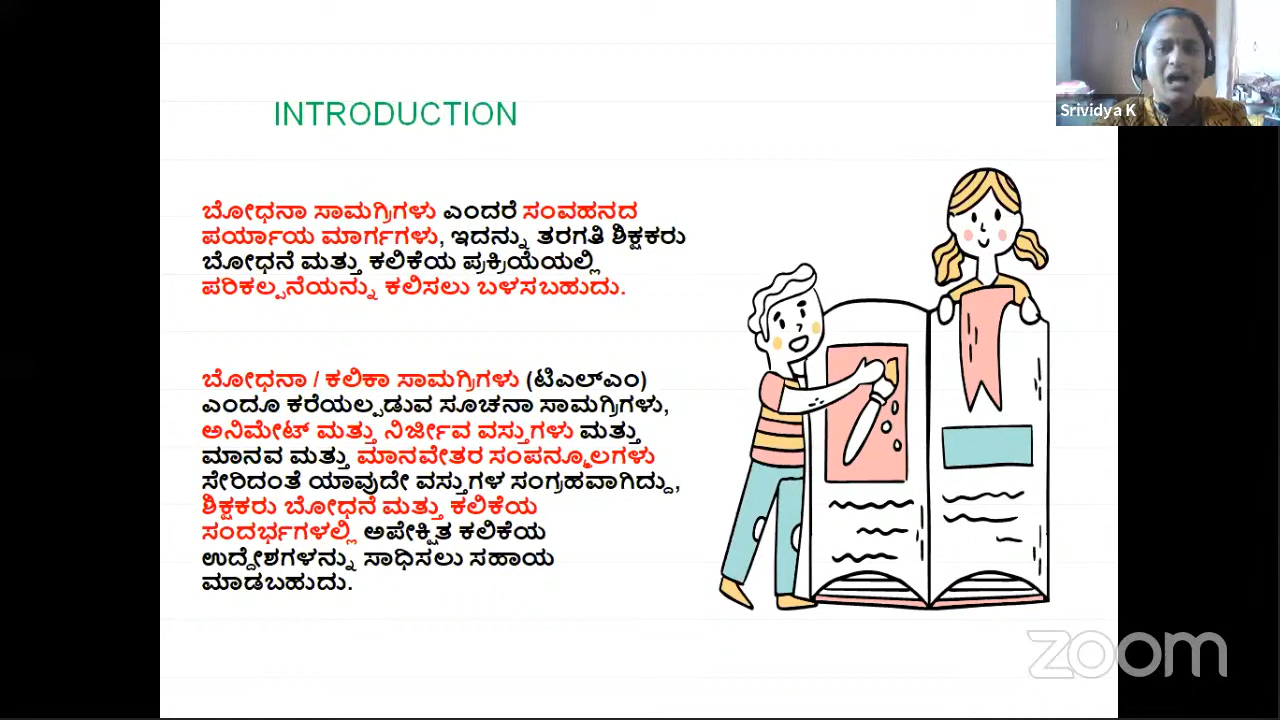 INTRODUCTION
Srividya K
ಬೋಧನಾ ಸಾಮಗ್ರಿಗಳು ಎಂದರೆ ಸಂವಹನದ
ಪರ್ಯಾಯ ಮಾರ್ಗಗಳು, ಇದನ್ನು ತರಗತಿ ಶಿಕ್ಷಕರು
ಬೋಧನೆ ಮತ್ತು ಕಲಿಕೆಯ ಪ್ರಕ್ರಿಯೆಯಲ್ಲಿ
ಪರಿಕಲ್ಪನೆಯನ್ನು ಕಲಿಸಲು ಬಳಸಬಹುದು.
ಬೋಧನಾ / ಕಲಿಕಾ ಸಾಮಗ್ರಿಗಳು (ಟಿಎಲ್ಎಂ)
ಎಂದೂ ಕರೆಯಲ್ಪಡುವ ಸೂಚನಾ ಸಾಮಗ್ರಿಗಳು,
ಅನಿಮೇಟ್ ಮತ್ತು ನಿರ್ಜೀವ ವಸ್ತುಗಳು ಮತ್ತು
ಮಾನವ ಮತ್ತು ಮಾನವೇತರ ಸಂಪನ್ಮೂಲಗಳು
ಸೇರಿದಂತೆ ಯಾವುದೇ ವಸ್ತುಗಳ ಸಂಗ್ರಹವಾಗಿದ್ದು,
ಶಿಕ್ಷಕರು ಬೋಧನೆ ಮತ್ತು ಕಲಿಕೆಯ
ಸಂದರ್ಭಗಳಲ್ಲಿ ಅಪೇಕ್ಷಿತ ಕಲಿಕೆಯ
ಉದ್ದೇಶಗಳನ್ನು ಸಾಧಿಸಲು ಸಹಾಯ
ಮಾಡಬಹುದು.
zoom